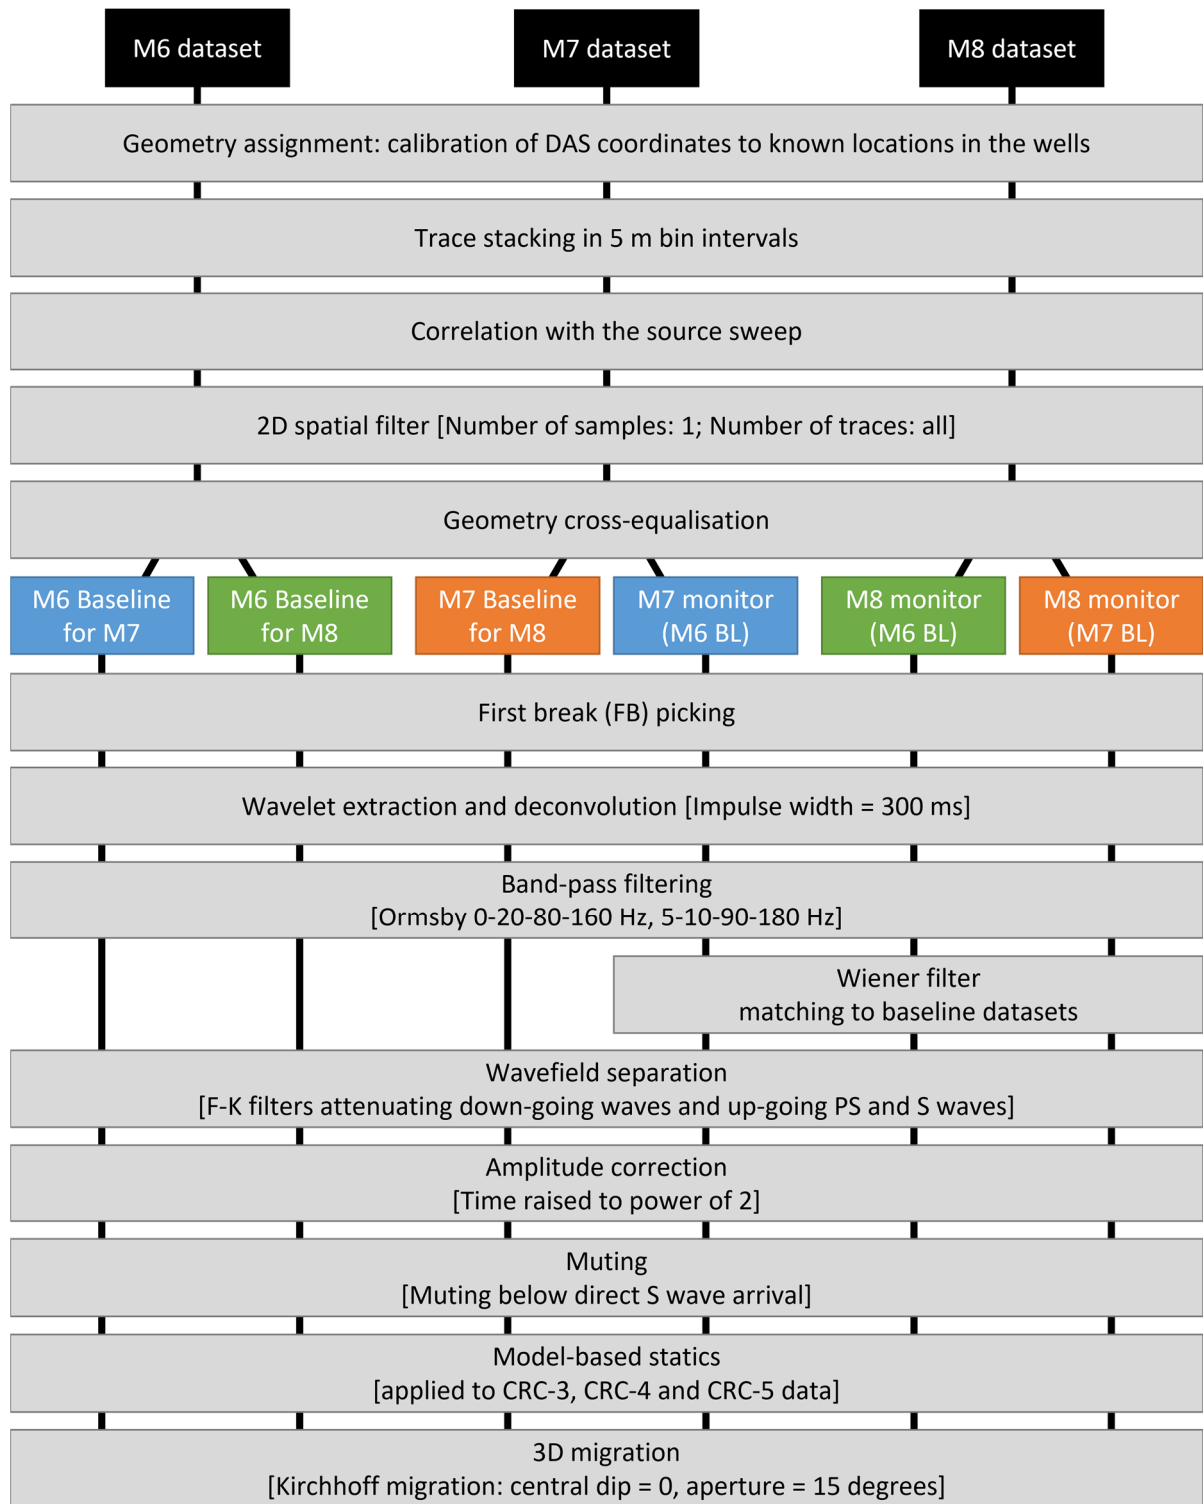 M6 dataset
M7 dataset
M8 dataset
Geometry assignment: calibration of DAS coordinates to known locations in the wells
Trace stacking in 5 m bin intervals
Correlation with the source sweep
2D spatial filter [Number of samples: 1; Number of traces: all]
Geometry cross-equalisation
M6 Baseline
for M7
M6 Baseline
for M8
M7 Baseline
for M8
M7 monitor
(M6 BL)
M8 monitor
(M6 BL)
M8 monitor
(M7 BL)
First break (FB) picking
Wavelet extraction and deconvolution [Impulse width = 300 ms]
Band-pass filtering
[Ormsby 0-20-80-160 Hz, 5-10-90-180 Hz]
Wiener filter
matching to baseline datasets
Wavefield separation
[F-K filters attenuating down-going waves and up-going PS and S waves]
Amplitude correction
[Time raised to power of 2]
Muting
[Muting below direct S wave arrival]
Model-based statics
[applied to CRC-3, CRC-4 and CRC-5 data]
3D migration
[Kirchhoff migration: central dip = 0, aperture = 15 degrees]